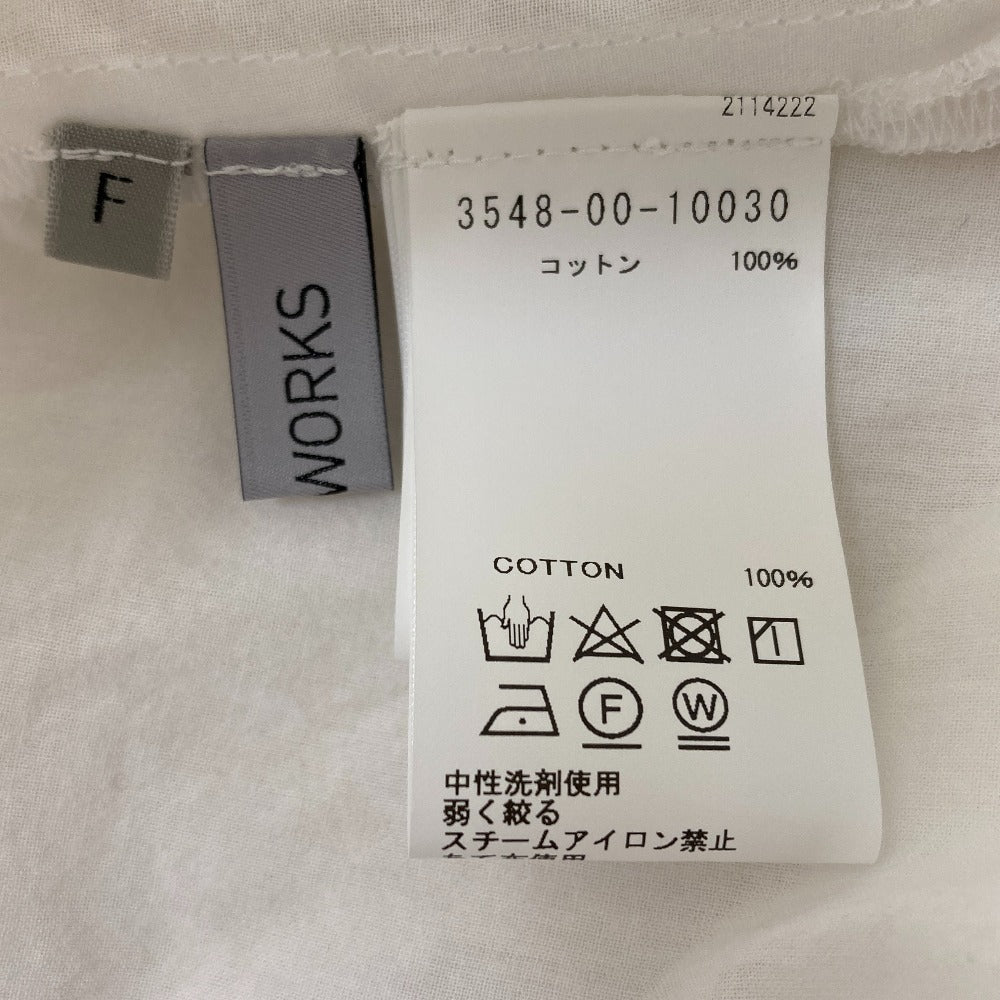 F
WORKS
2114222
3548-00-10030
コットン 100%
COTTON 100%
F W
中性洗剤使用
弱く絞る
スチームアイロン禁止